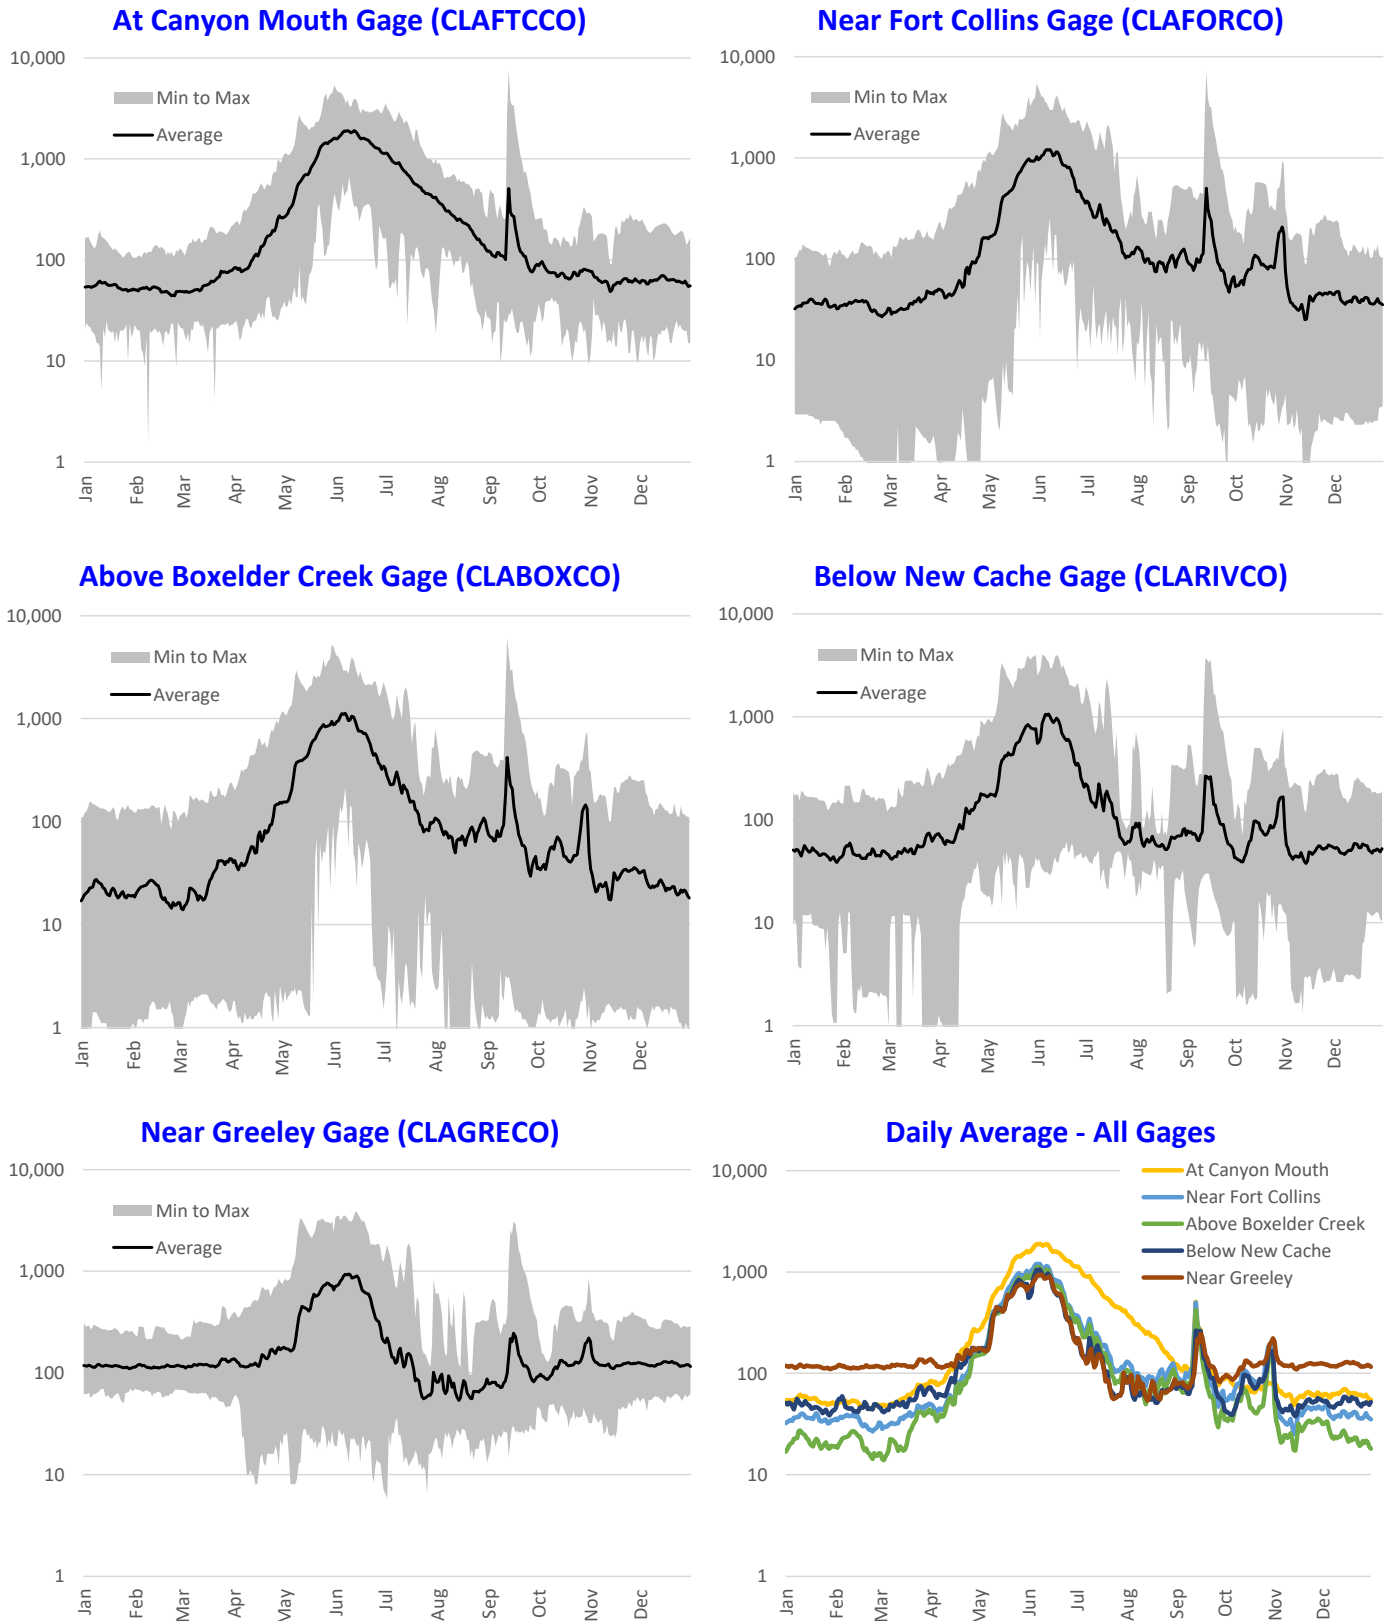 At Canyon Mouth Gage (CLAFTCCO)
10,000
1,000
100
10
1
Min to Max
Average
Jan Feb Mar Apr May Jun Jul Aug Sep Oct Nov Dec
Near Fort Collins Gage (CLAFORCO)
10,000
1,000
100
10
1
Min to Max
Average
Jan Feb Mar Apr May Jun Jul Aug Sep Oct Nov Dec
Above Boxelder Creek Gage (CLABOXCO)
10,000
1,000
100
10
1
Min to Max
Average
Jan Feb Mar Apr May Jun Jul Aug Sep Oct Nov Dec
Below New Cache Gage (CLARIVCO)
10,000
1,000
100
10
1
Min to Max
Average
Jan Feb Mar Apr May Jun Jul Aug Sep Oct Nov Dec
Near Greeley Gage (CLAGRECO)
10,000
1,000
100
10
1
Min to Max
Average
Jan Feb Mar Apr May Jun Jul Aug Sep Oct Nov Dec
Daily Average - All Gages
10,000
1,000
100
10
1
At Canyon Mouth
Near Fort Collins
Above Boxelder Creek
Below New Cache
Near Greeley
Jan Feb Mar Apr May Jun Jul Aug Sep Oct Nov Dec